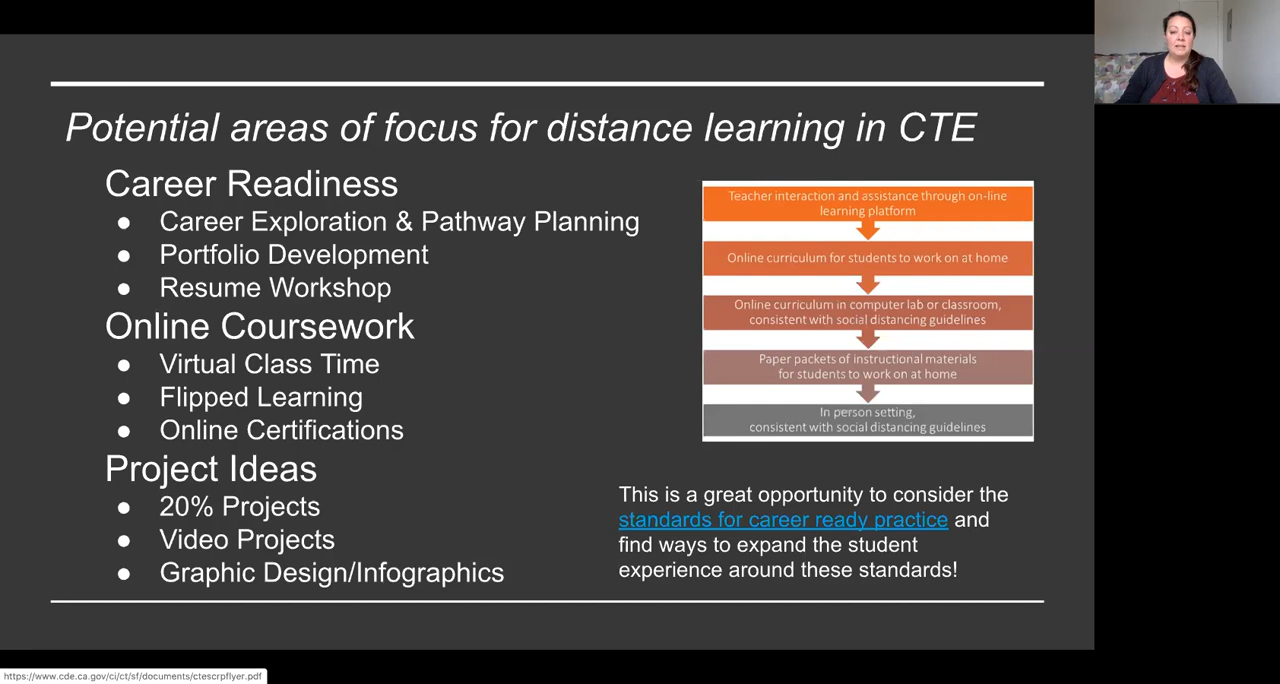 Potential areas of focus for distance learning in CTE
Career Readiness
● Career Exploration & Pathway Planning
● Portfolio Development
● Resume Workshop
Online Coursework
● Virtual Class Time
● Flipped Learning
● Online Certifications
Project Ideas
● 20% Projects
● Video Projects
● Graphic Design/Infographics
Teacher interaction and assistance through on-line
learning platform
Online curriculum for students to work on at home
Online curriculum in computer lab or classroom,
consistent with social distancing guidelines
Paper packets of instructional materials
for students to work on at home
In person setting,
consistent with social distancing guidelines
This is a great opportunity to consider the
standards for career ready practice and
find ways to expand the student
experience around these standards!
https://www.cde.ca.gov/ci/ct/sf/documents/ctescrpflyer.pdf